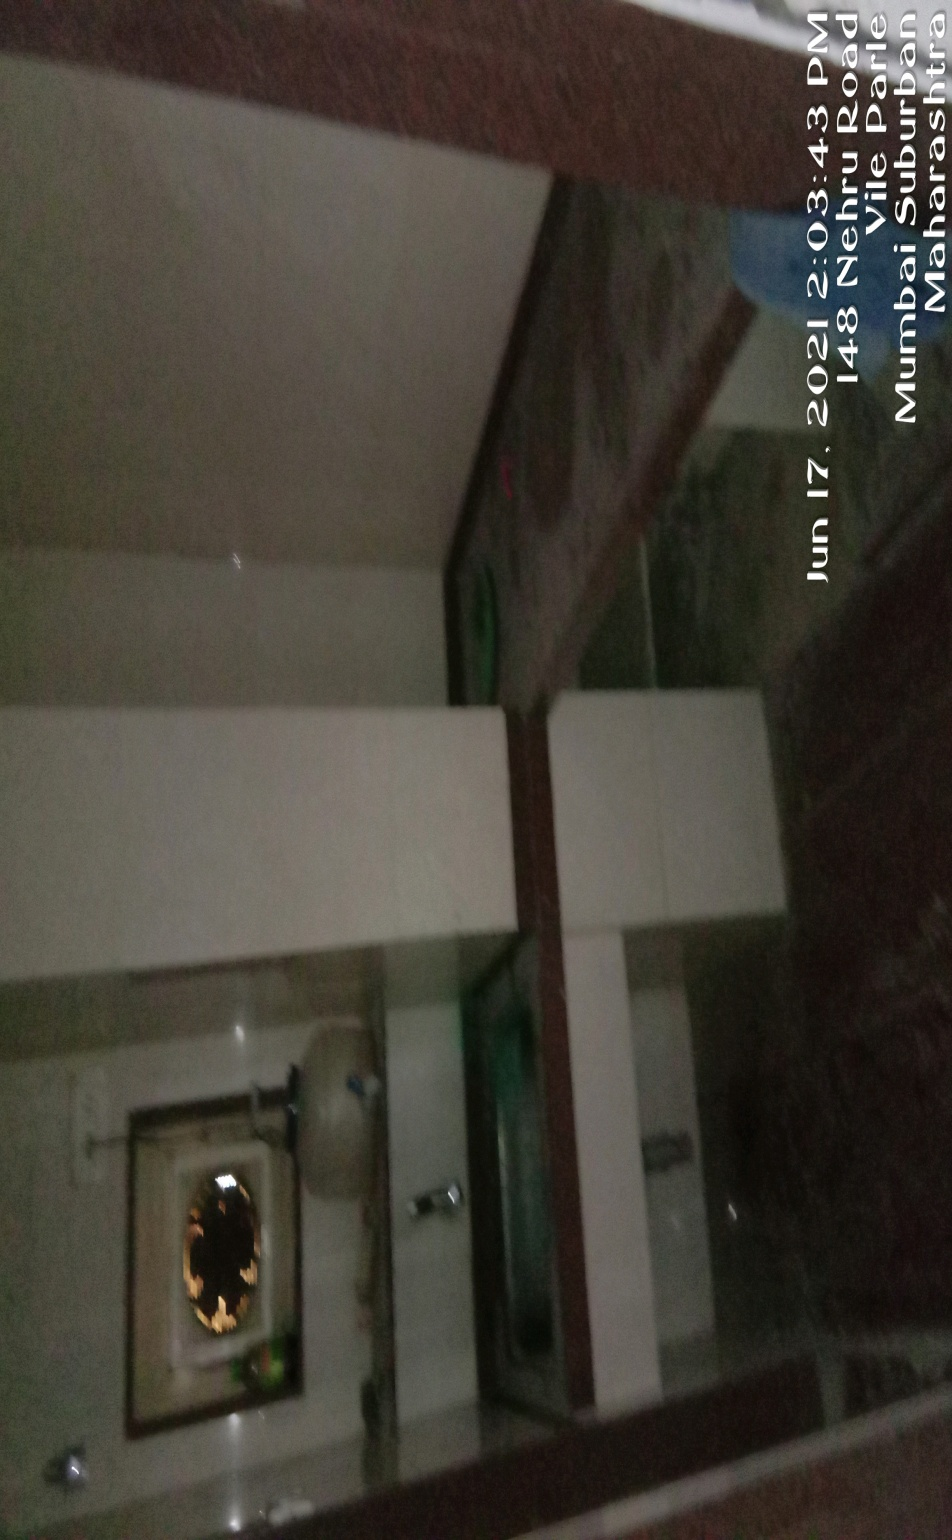 Jun 17, 2021 2:03:43 PM
148 Nehru Road
Vile Parle
Mumbai Suburban
Maharashtra